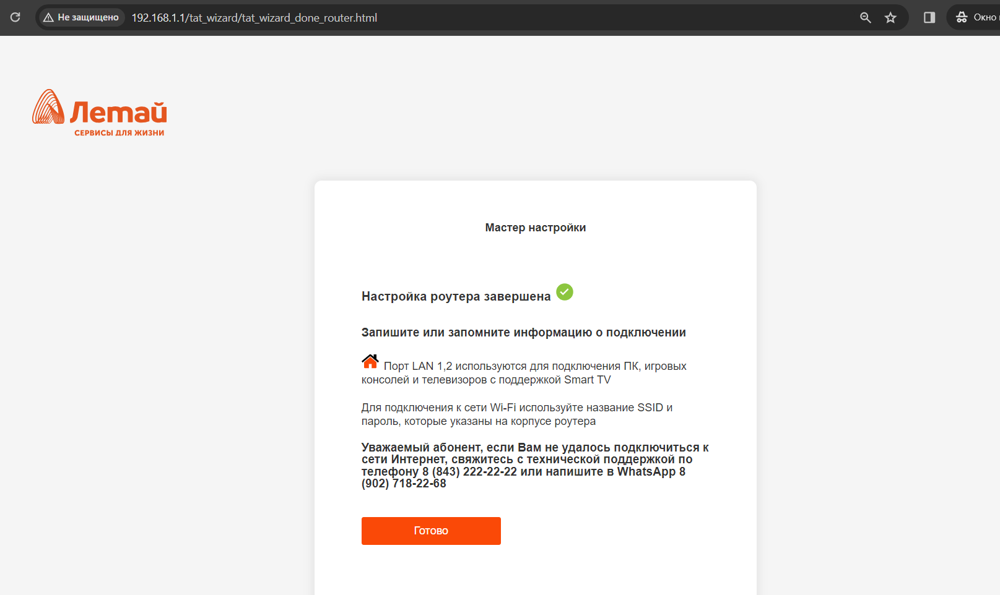 Не защищено
192.168.1.1/tat_wizard/tat_wizard_done_router.html
Окно
Летай
СЕРВИСЫ ДЛЯ ЖИЗНИ
Мастер настройки
Настройка роутера завершена
Запишите или запомните информацию о подключении
Порт LAN 1,2 используются для подключения ПК, игровых
консолей и телевизоров с поддержкой Smart TV
Для подключения к сети Wi-Fi используйте название SSID и
пароль, которые указаны на корпусе роутера
Уважаемый абонент, если Вам не удалось подключиться к
сети Интернет, свяжитесь с технической поддержкой по
телефону 8 (843) 222-22-22 или напишите в WhatsApp 8
(902) 718-22-68
Готово